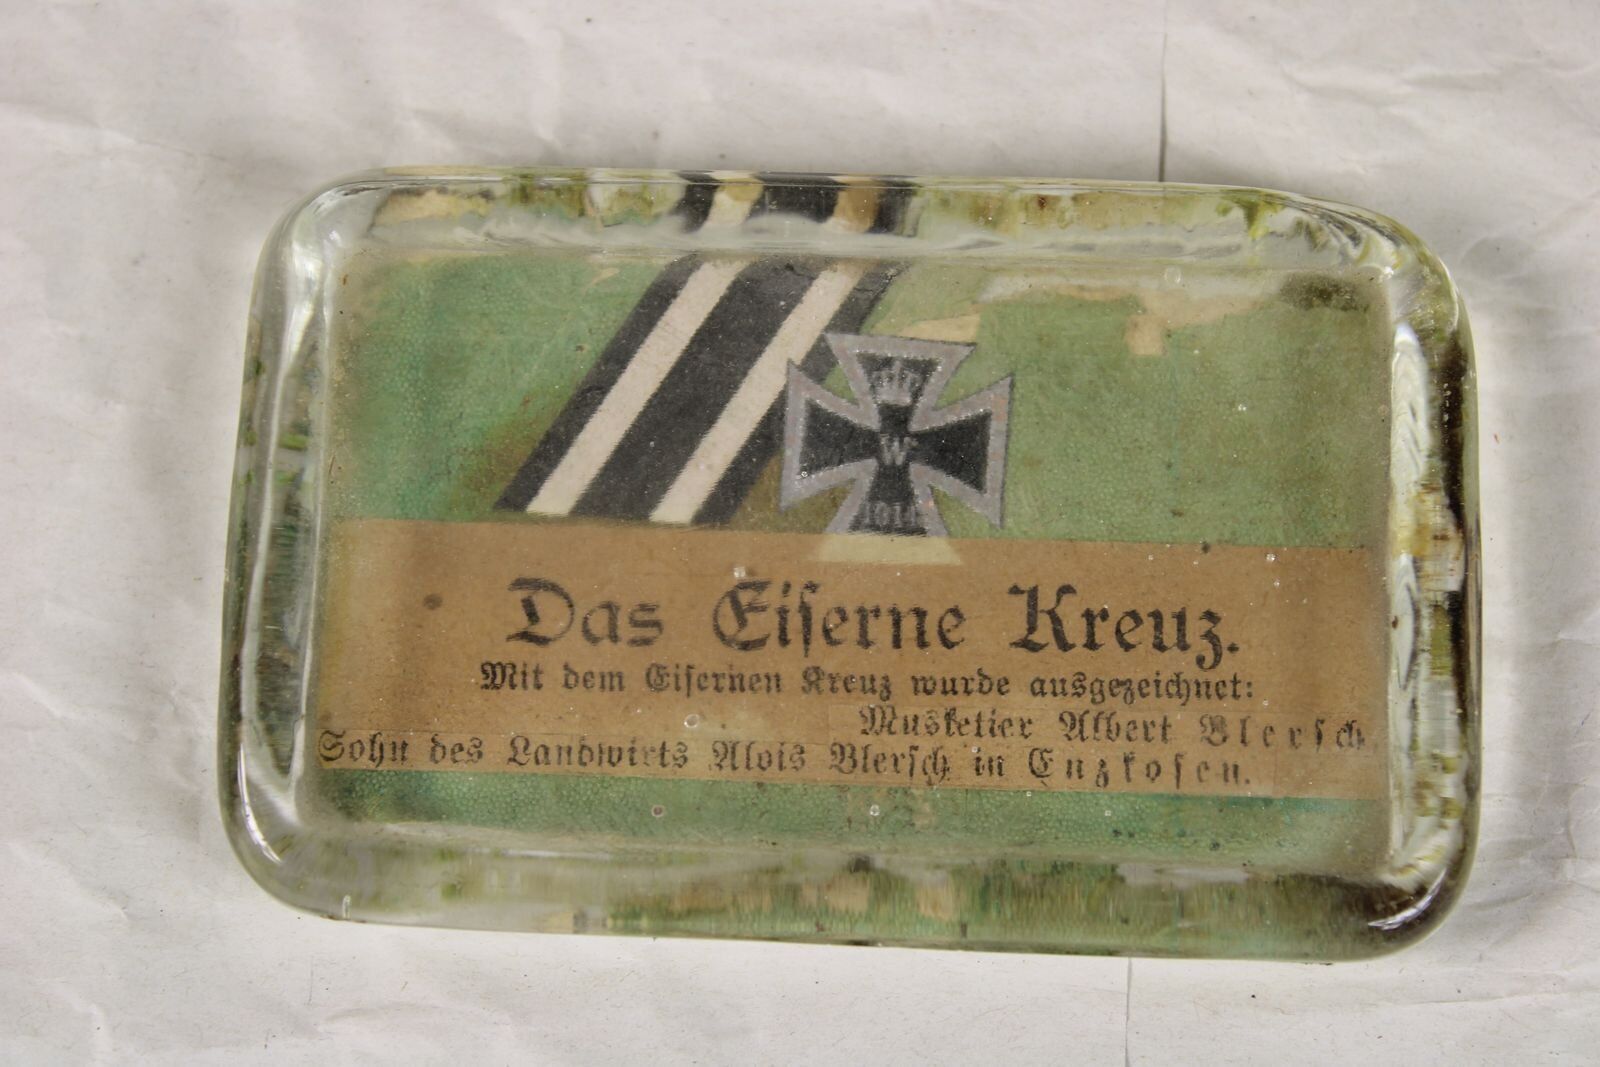 W
1914
Das Eiserne Kreuz.
Mit dem Eisernen Kreuz wurde ausgezeichnet:
Musketier Albert Blersch
Sohn des Landwirts Alois Blersch in Enzkofen.